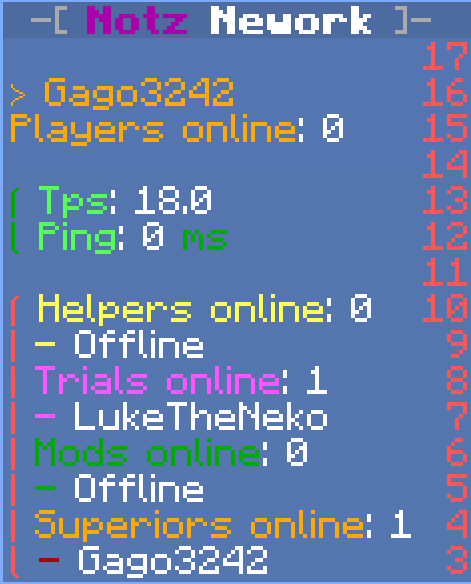 -[ Notz Nework ]-
17
> Gago3242 16
Players online: 0 15
14
Tps: 18.0 13
Ping: 0 ms 12
11
Helpers online: 0 10
- Offline 9
Trials online: 1 8
- LukeTheNeko 7
Mods online: 0 6
- Offline 5
Superiors online: 1 4
- Gago3242 3